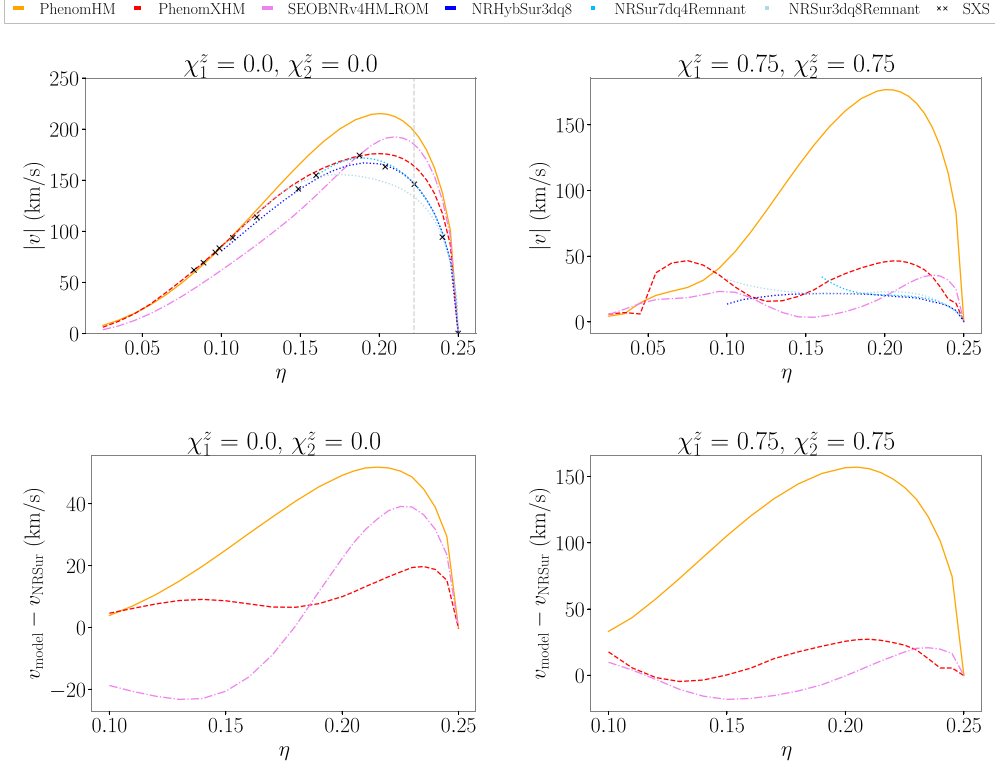 PhenomHM PhenomXHM SEOBNRv4HM_ROM NRHybSur3dq8 NRSur7dq4Remnant NRSur3dq8Remnant ×× SXS
χ₁ᶻ = 0.0, χ₂ᶻ = 0.0
250
200
150
100
50
0
|v| (km/s)
0.05 0.10 0.15 0.20 0.25
η
χ₁ᶻ = 0.75, χ₂ᶻ = 0.75
150
100
50
0
|v| (km/s)
0.05 0.10 0.15 0.20 0.25
η
χ₁ᶻ = 0.0, χ₂ᶻ = 0.0
40
20
0
−20
v_model − v_NRSur (km/s)
0.10 0.15 0.20 0.25
η
χ₁ᶻ = 0.75, χ₂ᶻ = 0.75
150
100
50
0
v_model − v_NRSur (km/s)
0.10 0.15 0.20 0.25
η